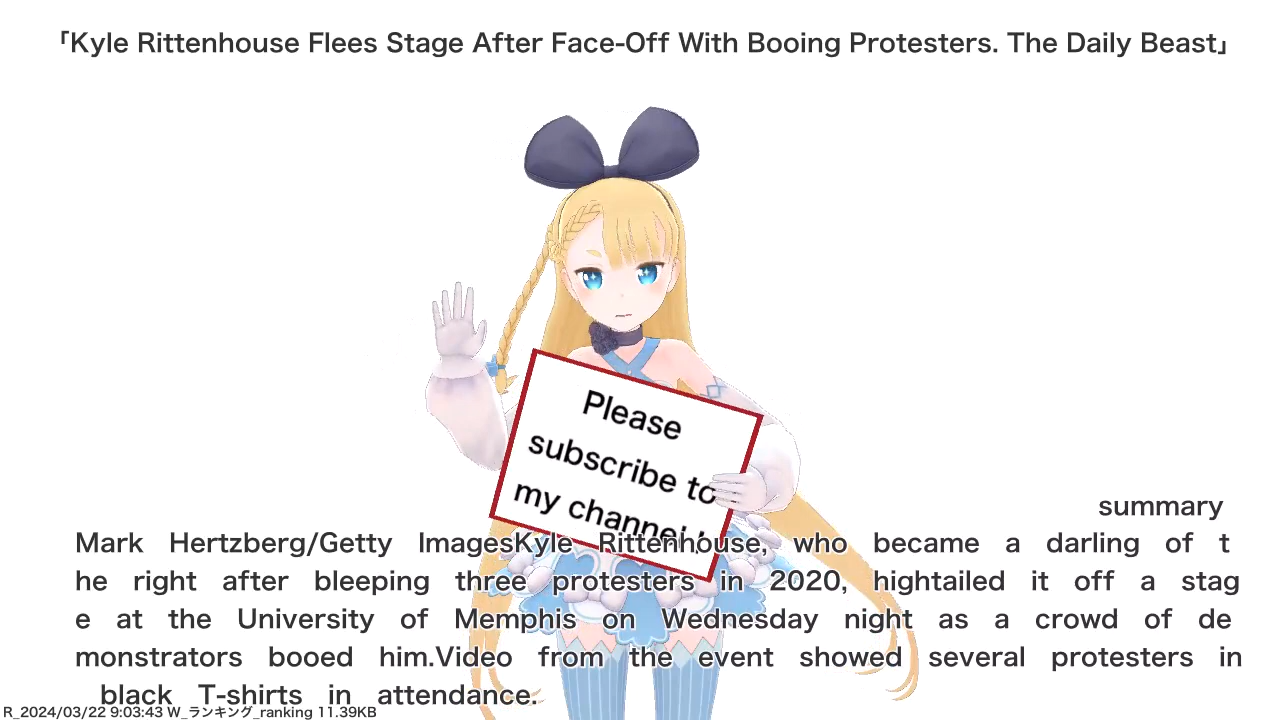 「Kyle Rittenhouse Flees Stage After Face-Off With Booing Protesters. The Daily Beast」
Please
subscribe to
my channel !
summary
Mark Hertzberg/Getty ImagesKyle Rittenhouse, who became a darling of t
he right after bleeping three protesters in 2020, hightailed it off a stag
e at the University of Memphis on Wednesday night as a crowd of de
monstrators booed him.Video from the event showed several protesters in
black T-shirts in attendance.
R_2024/03/22 9:03:43 W_ランキング_ranking 11.39KB